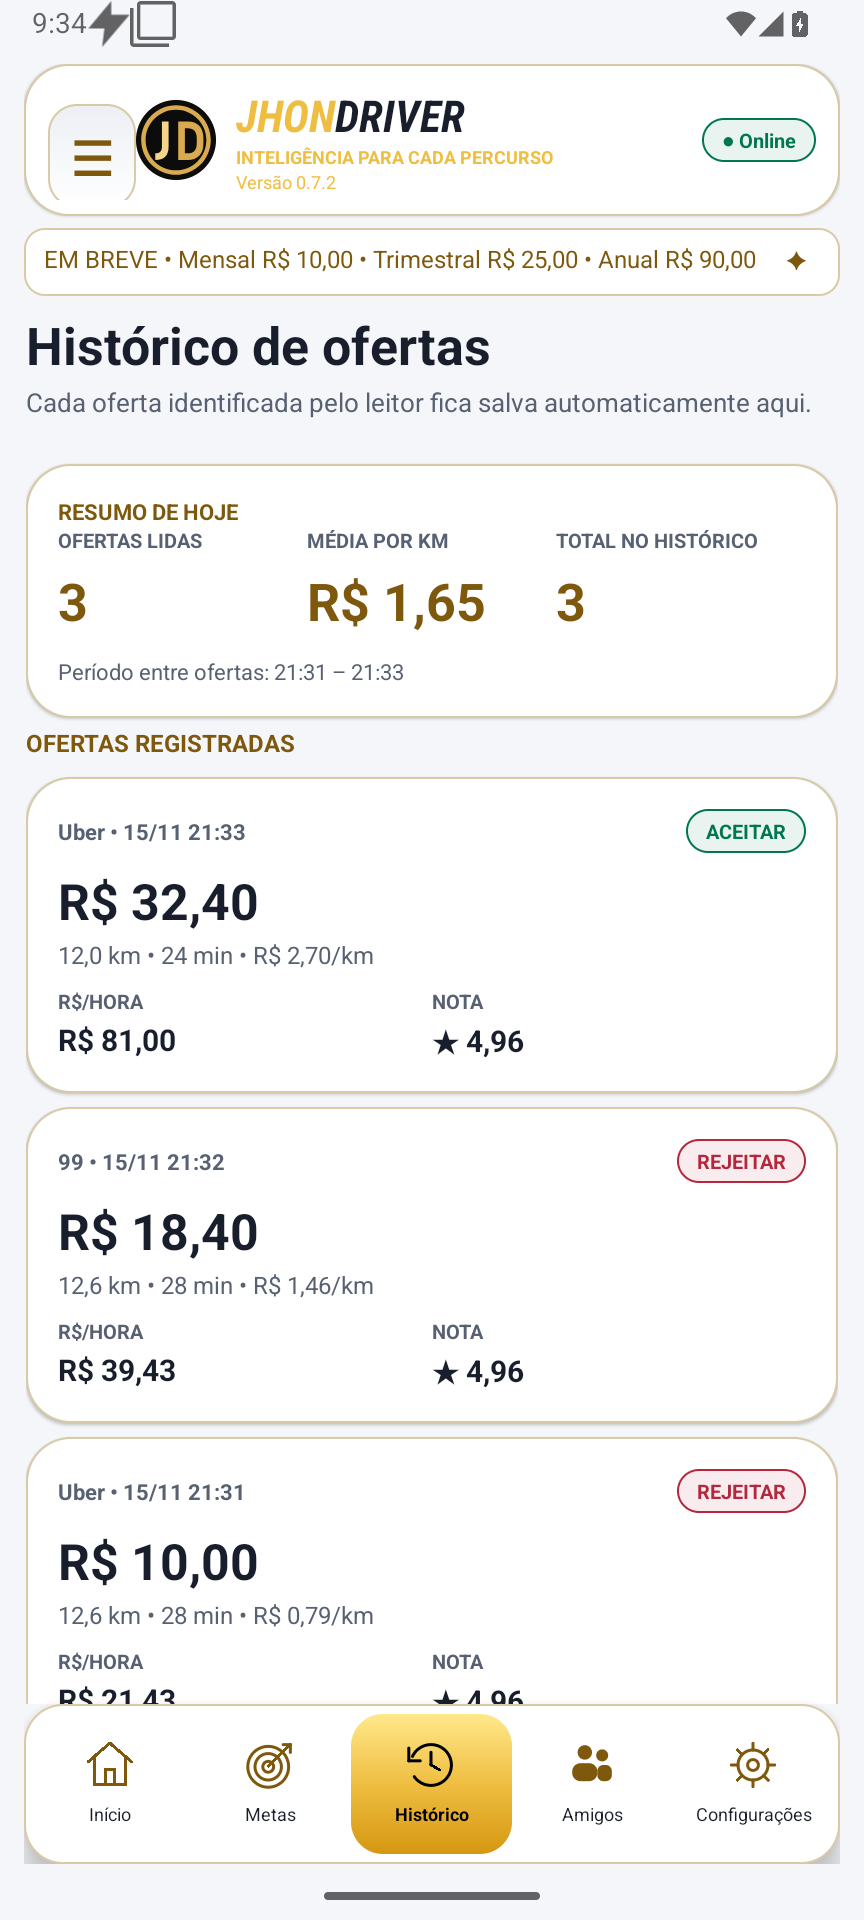 9:34
JD
JHONDRIVER
INTELIGÊNCIA PARA CADA PERCURSO
Versão 0.7.2
● Online
EM BREVE • Mensal R$ 10,00 • Trimestral R$ 25,00 • Anual R$ 90,00 ✦
Histórico de ofertas
Cada oferta identificada pelo leitor fica salva automaticamente aqui.
RESUMO DE HOJE
OFERTAS LIDAS MÉDIA POR KM TOTAL NO HISTÓRICO
3 R$ 1,65 3
Período entre ofertas: 21:31 – 21:33
OFERTAS REGISTRADAS
Uber • 15/11 21:33 ACEITAR
R$ 32,40
12,0 km • 24 min • R$ 2,70/km
R$/HORA NOTA
R$ 81,00 ★ 4,96
99 • 15/11 21:32 REJEITAR
R$ 18,40
12,6 km • 28 min • R$ 1,46/km
R$/HORA NOTA
R$ 39,43 ★ 4,96
Uber • 15/11 21:31 REJEITAR
R$ 10,00
12,6 km • 28 min • R$ 0,79/km
R$/HORA NOTA
R$ 21,43 ★ 4,96
Início Metas Histórico Amigos Configurações